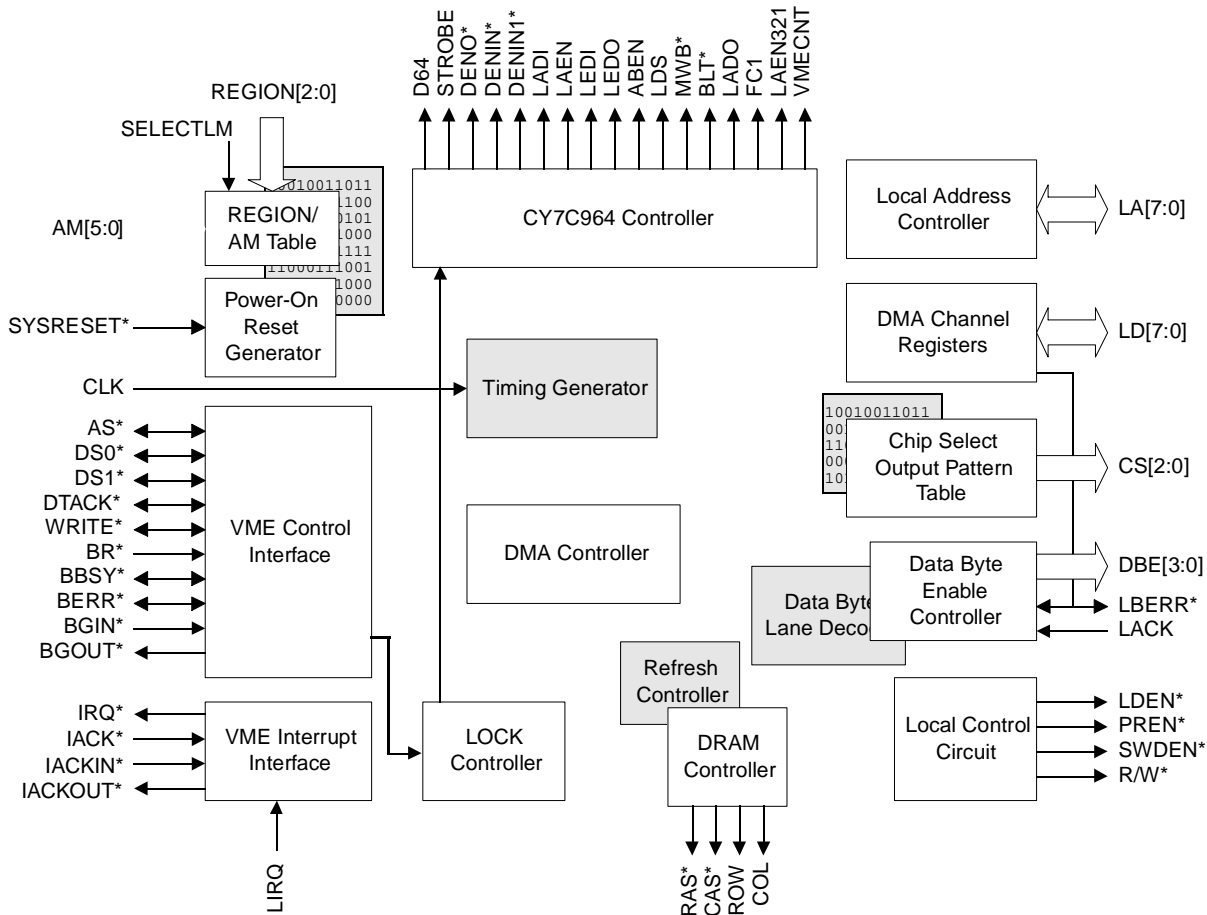 D64
STROBE
DENO*
DENIN*
DENIN1*
LADI
LAEN
LEDI
LEDO
ABEN
LDS
MWB*
BLT*
LADO
FC1
LAEN321
VMECNT
REGION[2:0]
SELECTLM
AM[5:0]
REGION/
AM Table
11000111001
SYSRESET*
Power-On
Reset
Generator
CY7C964 Controller
Local Address
Controller
LA[7:0]
DMA Channel
Registers
LD[7:0]
CLK
Timing Generator
10010011011
Chip Select
Output Pattern
Table
CS[2:0]
AS*
DS0*
DS1*
DTACK*
WRITE*
BR*
BBSY*
BERR*
BGIN*
BGOUT*
VME Control
Interface
DMA Controller
Data Byte
Lane
Data Byte
Enable
Controller
DBE[3:0]
LBERR*
LACK
Refresh
Controller
DRAM
Controller
RAS*
CAS*
ROW
COL
IRQ*
IACK*
IACKIN*
IACKOUT*
VME Interrupt
Interface
LIRQ
LOCK
Controller
Local Control
Circuit
LDEN*
PREN*
SWDEN*
R/W*